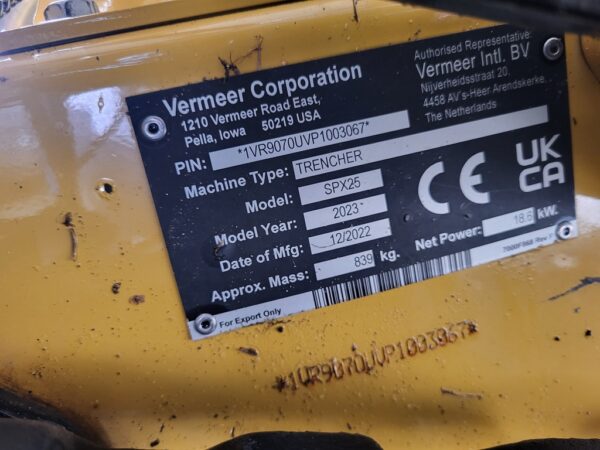 Vermeer Corporation
1210 Vermeer Road East,
Pella, Iowa 50219 USA
Authorised Representative:
Vermeer Intl. BV
Nijverheidsstraat 20,
4458 AV's-Heer Arendskerke,
The Netherlands
PIN: *1VR9070UVP1003067*
Machine Type: TRENCHER
Model: SPX25
Model Year: 2023
Date of Mfg: 12/2022
Approx. Mass: 839 kg.
Net Power: 18.6 kW.
CE
UK
CA
For Export Only
*1VR9070UVP1003067*